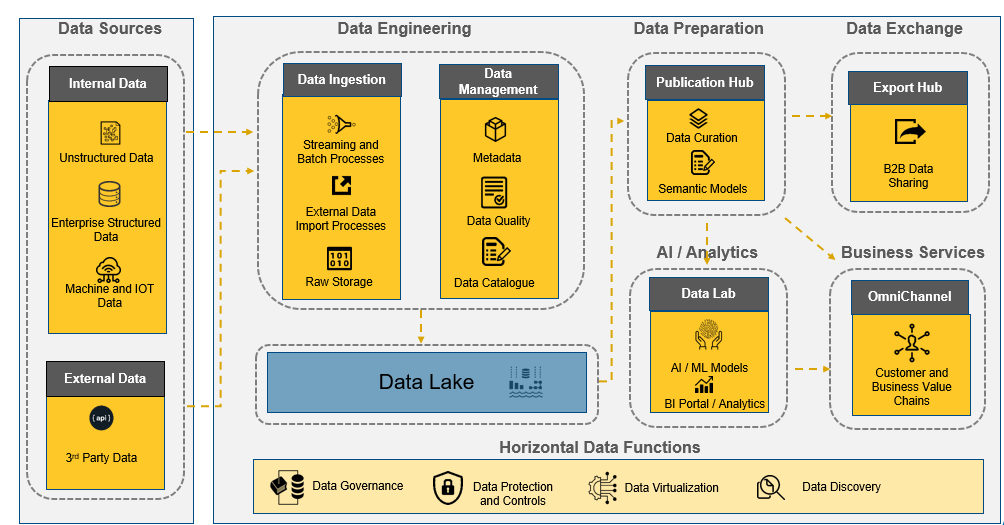 Data Sources
Internal Data
Unstructured Data
Enterprise Structured
Data
Machine and IOT
Data
External Data
{api}
3rd Party Data
Data Engineering
Data Ingestion
Streaming and
Batch Processes
External Data
Import Processes
101
010
Raw Storage
Data
Management
Metadata
Data Quality
Data Catalogue
Data Lake
Data Preparation
Publication Hub
Data Curation
Semantic Models
Data Exchange
Export Hub
B2B Data
Sharing
AI / Analytics
Data Lab
AI / ML Models
BI Portal / Analytics
Business Services
OmniChannel
Customer and
Business Value
Chains
Horizontal Data Functions
Data Governance
Data Protection
and Controls
Data Virtualization
Data Discovery